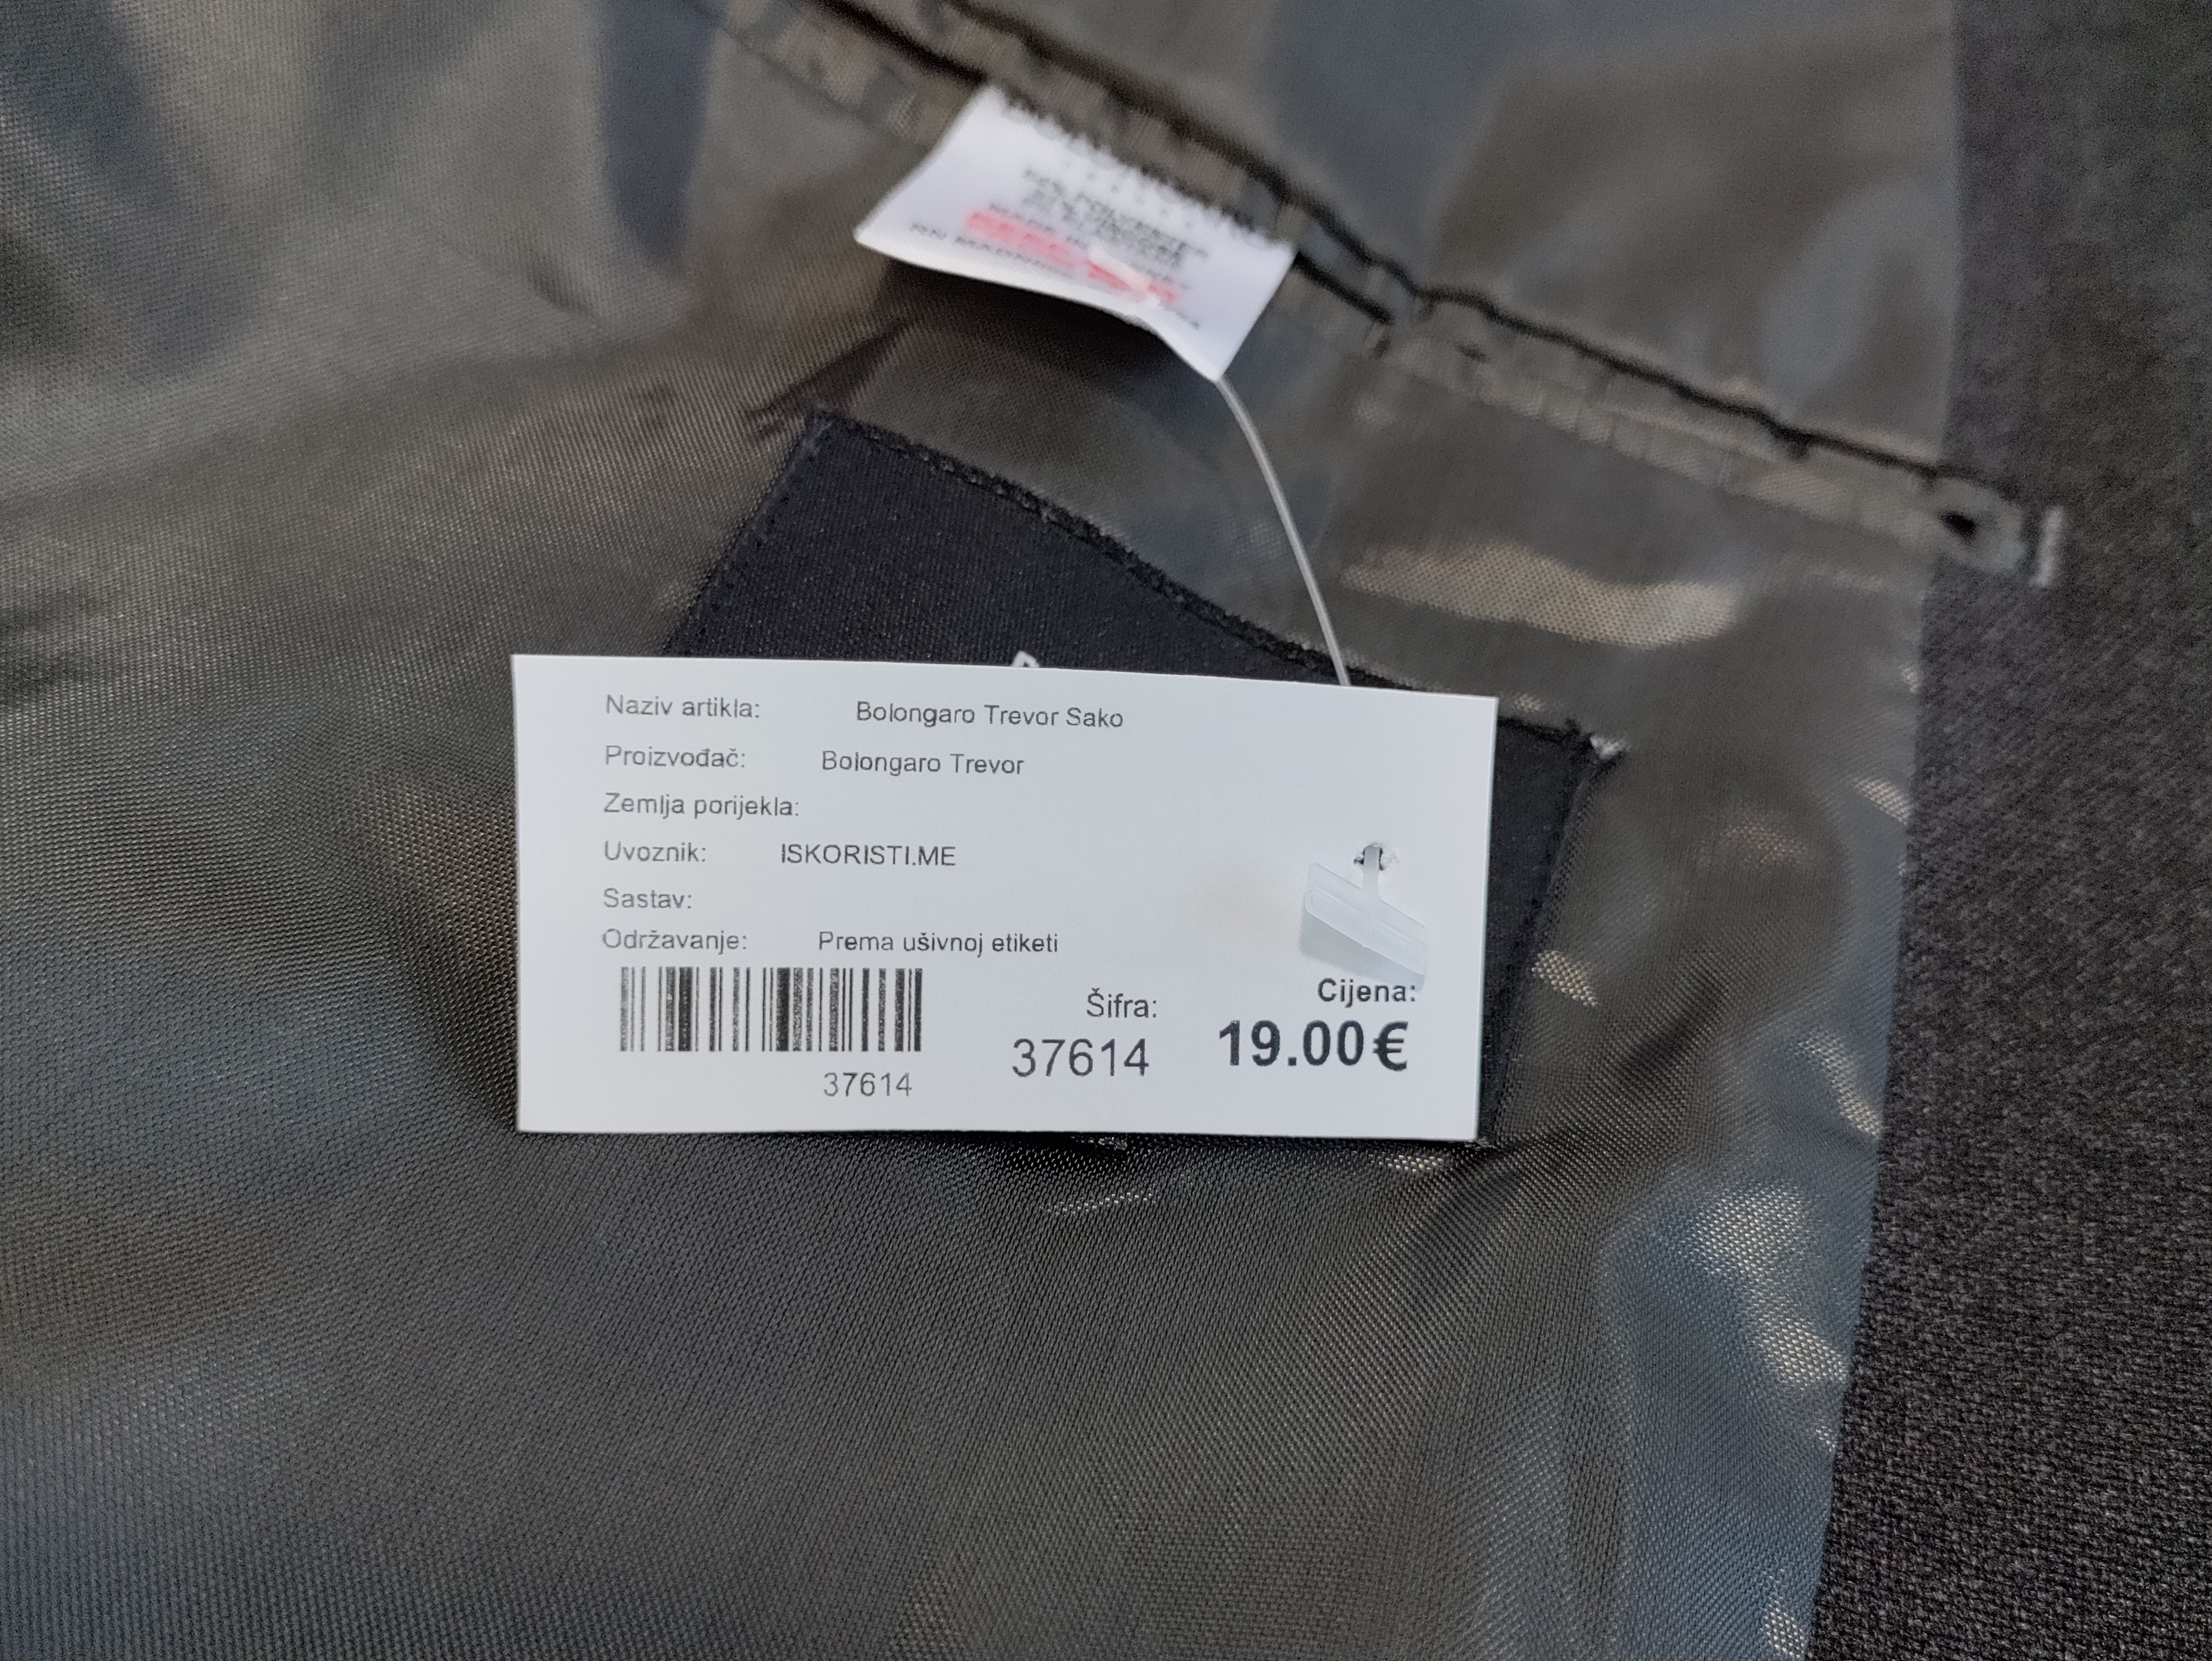 Naziv artikla: Bolongaro Trevor Sako
Proizvođač: Bolongaro Trevor
Zemlja porijekla:
Uvoznik: ISKORISTI.ME
Sastav:
Održavanje: Prema ušivnoj etiketi
37614
Šifra:
37614
Cijena:
19.00€